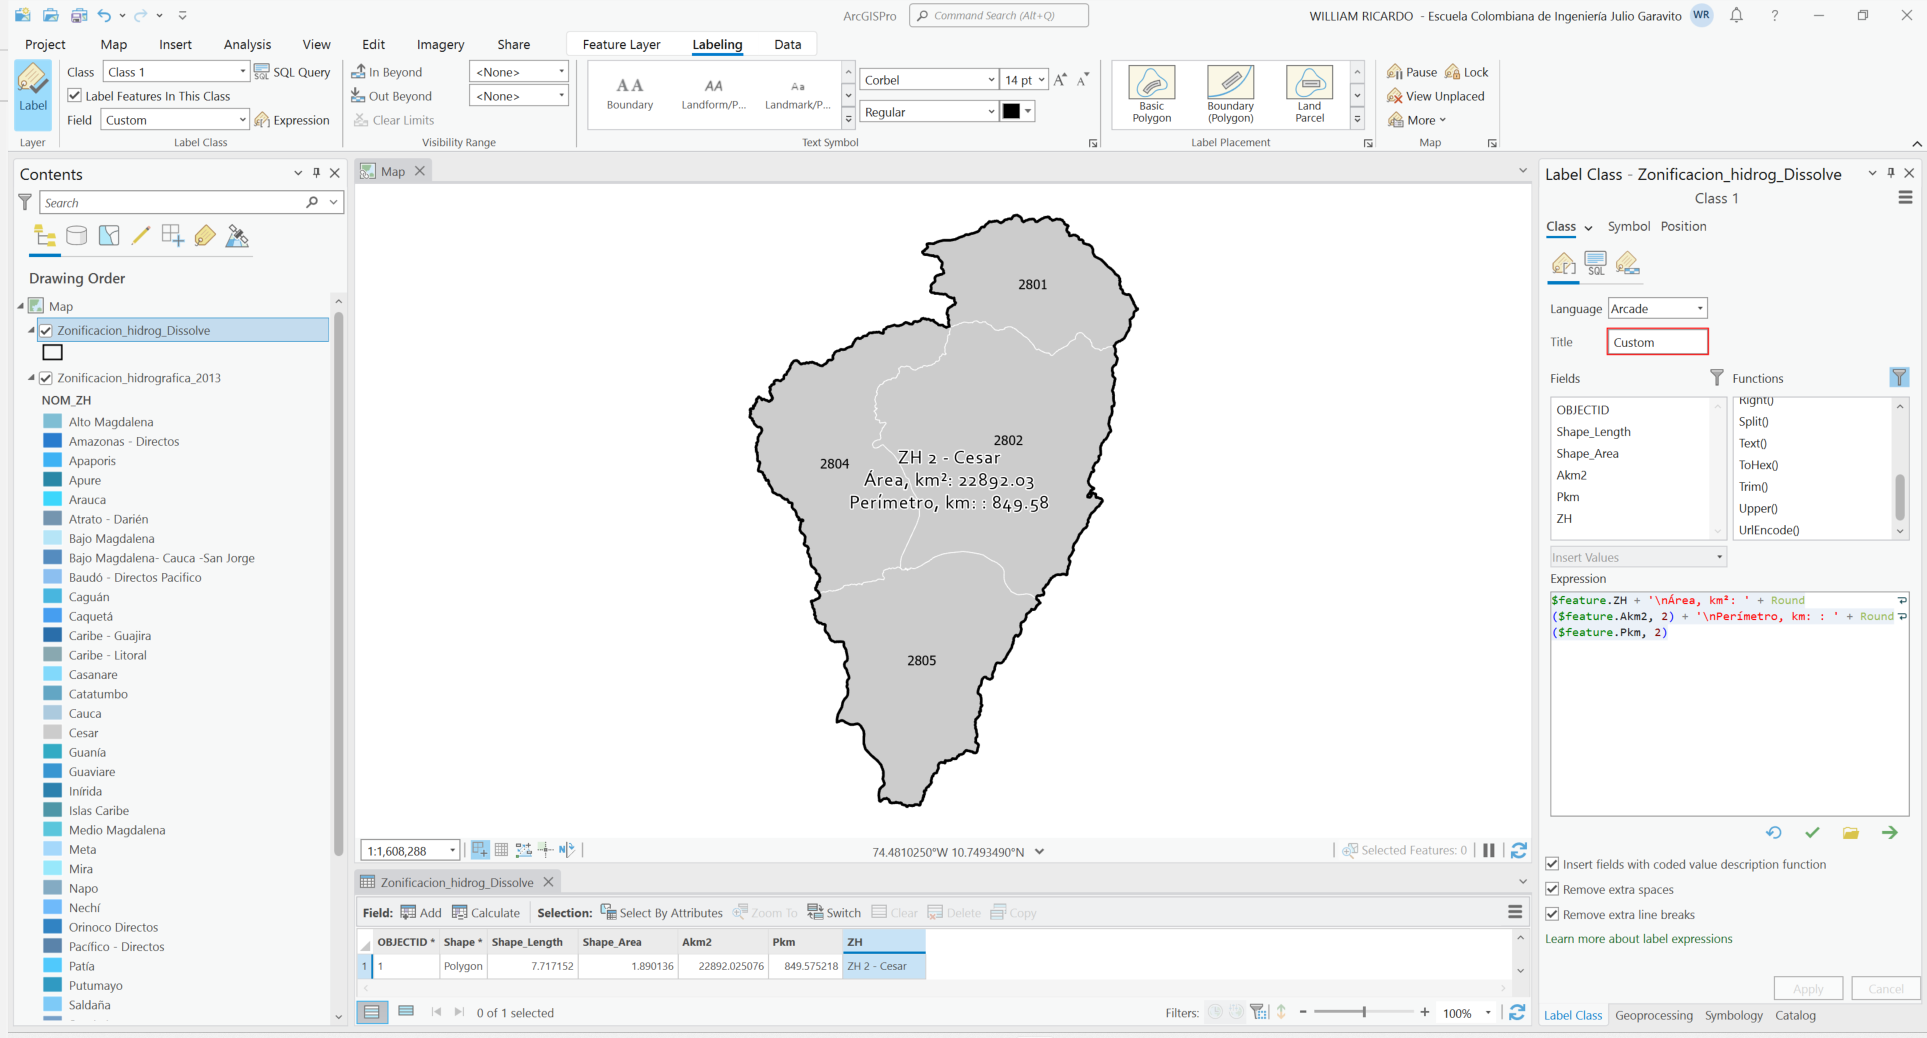 ArcGISPro
Command Search (Alt+Q)
WILLIAM RICARDO - Escuela Colombiana de Ingeniería Julio Garavito
WR
Project
Map
Insert
Analysis
View
Edit
Imagery
Share
Feature Layer
Labeling
Data
Label
Class
Class 1
SQL Query
Label Features In This Class
Field
Custom
Expression
In Beyond
<None>
Out Beyond
<None>
Clear Limits
AA
Boundary
AA
Landform/P...
Aa
Landmark/P...
Corbel
14 pt
Regular
Basic Polygon
Boundary (Polygon)
Land Parcel
Pause
Lock
View Unplaced
More
Layer
Label Class
Visibility Range
Text Symbol
Label Placement
Map
Contents
Search
Drawing Order
Map
Zonificacion_hidrog_Dissolve
Zonificacion_hidrografica_2013
NOM_ZH
Alto Magdalena
Amazonas - Directos
Apaporis
Apure
Arauca
Atrato - Darién
Bajo Magdalena
Bajo Magdalena- Cauca -San Jorge
Baudó - Directos Pacifico
Caguán
Caquetá
Caribe - Guajira
Caribe - Litoral
Casanare
Catatumbo
Cauca
Cesar
Guanía
Guaviare
Inírida
Islas Caribe
Medio Magdalena
Meta
Mira
Napo
Nechí
Orinoco Directos
Pacífico - Directos
Patía
Putumayo
Saldaña
Map
2801
2802
2804
ZH 2 - Cesar
Área, km²: 22892.03
Perímetro, km: : 849.58
2805
1:1,608,288
74.4810250°W 10.7493490°N
Selected Features: 0
Zonificacion_hidrog_Dissolve
Field:
Add
Calculate
Selection:
Select By Attributes
Zoom To
Switch
Clear
Delete
Copy
OBJECTID * Shape * Shape_Length Shape_Area Akm2 Pkm ZH
1 1 Polygon 7.717152 1.890136 22892.025076 849.575218 ZH 2 - Cesar
0 of 1 selected
Filters:
100%
Label Class - Zonificacion_hidrog_Dissolve
Class 1
Class
Symbol
Position
SQL
Language
Arcade
Title
Custom
Fields
OBJECTID
Shape_Length
Shape_Area
Akm2
Pkm
ZH
Functions
Right()
Split()
Text()
ToHex()
Trim()
Upper()
UrlEncode()
Insert Values
Expression
$feature.ZH + '\nÁrea, km²: ' + Round
($feature.Akm2, 2) + '\nPerímetro, km: : ' + Round
($feature.Pkm, 2)
Insert fields with coded value description function
Remove extra spaces
Remove extra line breaks
Learn more about label expressions
Apply
Cancel
Label Class
Geoprocessing
Symbology
Catalog